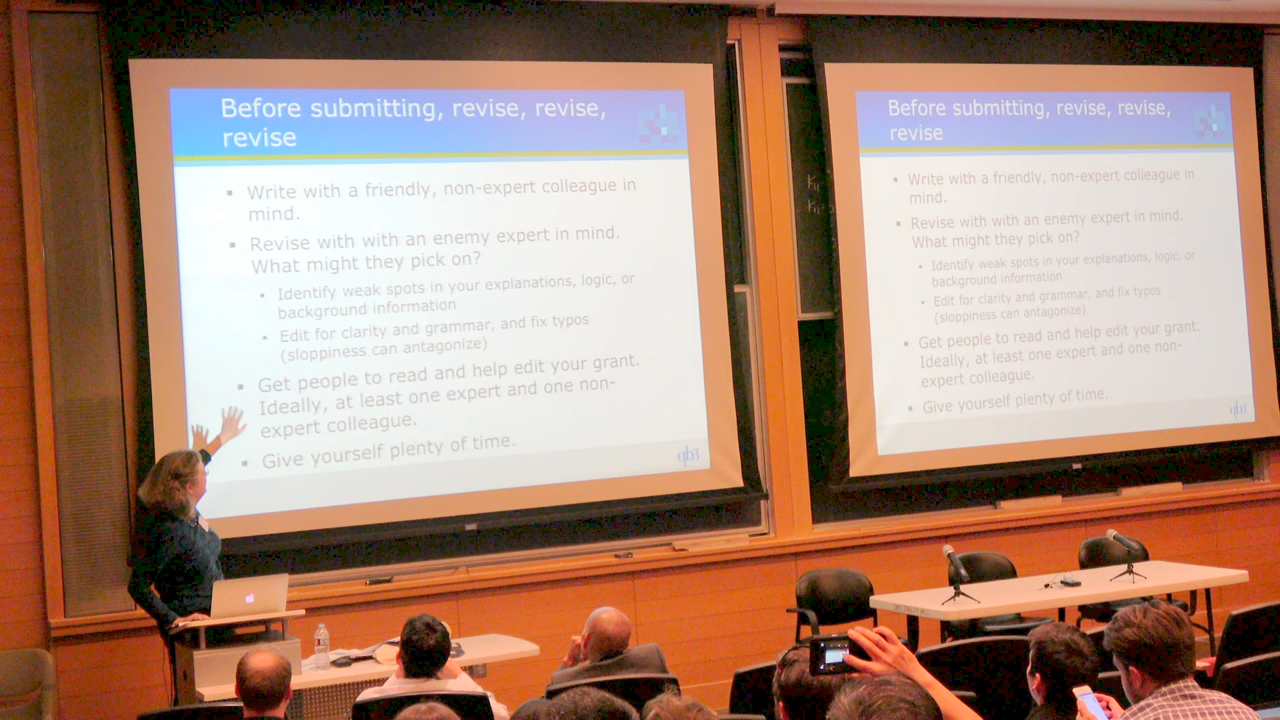 Before submitting, revise, revise,
revise
▪ Write with a friendly, non-expert colleague in
mind.
▪ Revise with with an enemy expert in mind.
What might they pick on?
• Identify weak spots in your explanations, logic, or
background information
• Edit for clarity and grammar, and fix typos
(sloppiness can antagonize)
▪ Get people to read and help edit your grant.
Ideally, at least one expert and one non-
expert colleague.
▪ Give yourself plenty of time.
qb3
Before submitting, revise, revise,
revise
▪ Write with a friendly, non-expert colleague in
mind.
▪ Revise with with an enemy expert in mind.
What might they pick on?
• Identify weak spots in your explanations, logic, or
background information
• Edit for clarity and grammar, and fix typos
(sloppiness can antagonize)
▪ Get people to read and help edit your grant.
Ideally, at least one expert and one non-
expert colleague.
▪ Give yourself plenty of time.
qb3